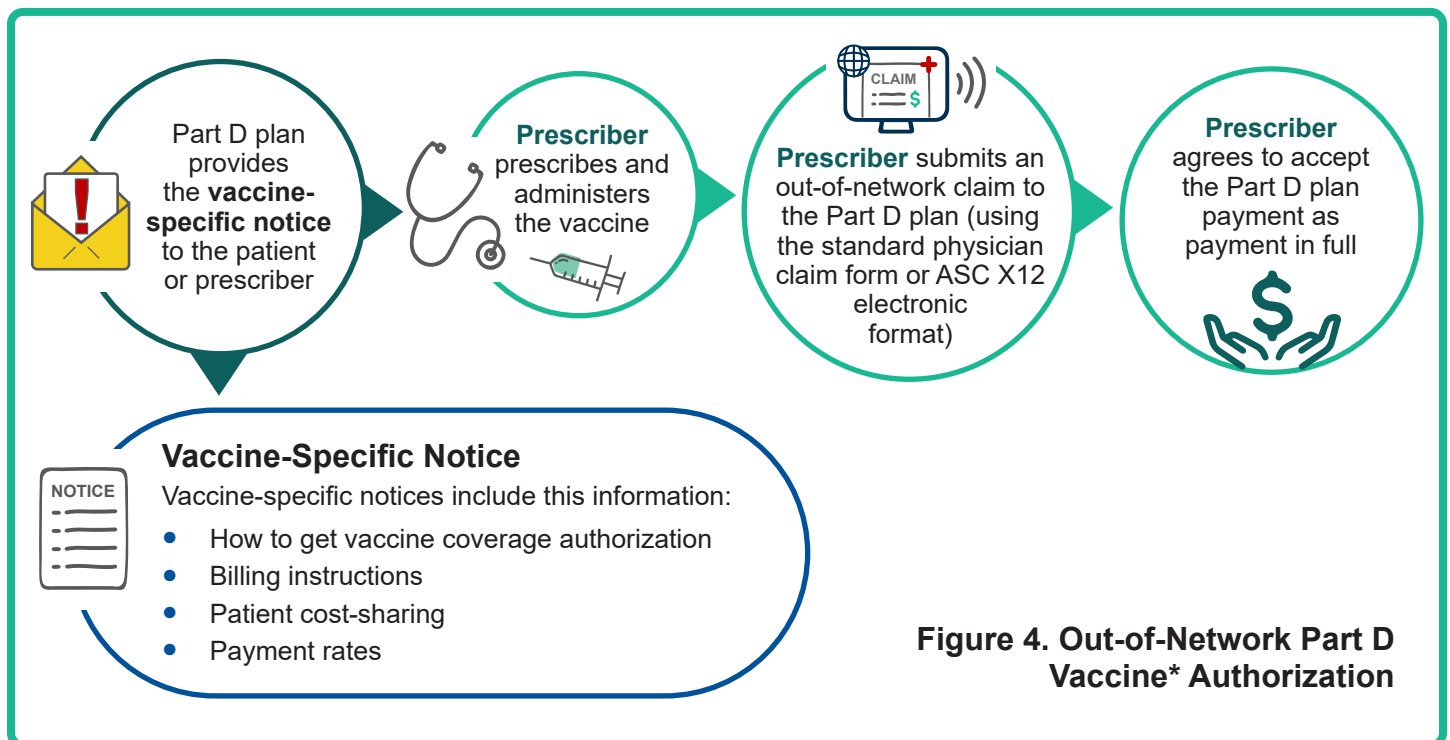 Part D plan
provides
the vaccine-
specific notice
to the patient
or prescriber
Prescriber
prescribes and
administers
the vaccine
CLAIM
$
Prescriber submits an
out-of-network claim to
the Part D plan (using
the standard physician
claim form or ASC X12
electronic
format)
Prescriber
agrees to accept
the Part D plan
payment as
payment in full
$
NOTICE
Vaccine-Specific Notice
Vaccine-specific notices include this information:
• How to get vaccine coverage authorization
• Billing instructions
• Patient cost-sharing
• Payment rates
Figure 4. Out-of-Network Part D
Vaccine* Authorization